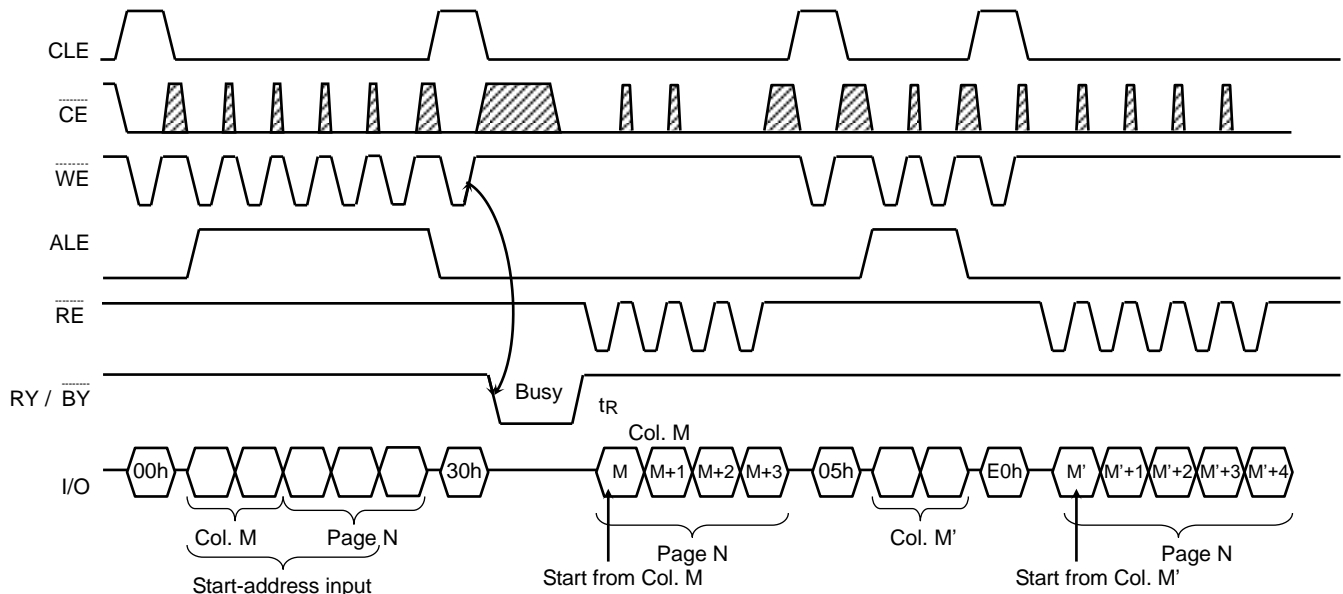 CLE
CE
WE
ALE
RE
RY / BY
Busy
tR
Col. M
I/O
00h
30h
M
M+1
M+2
M+3
05h
E0h
M'
M'+1
M'+2
M'+3
M'+4
Col. M
Page N
Page N
Col. M'
Page N
Start-address input
Start from Col. M
Start from Col. M'